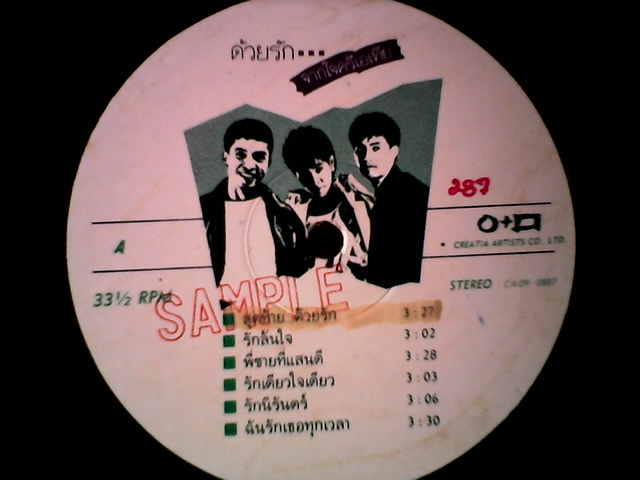 ด้วยรัก...
จากใจครีเอเทีย
287
A
CREATIA ARTISTS CO., LTD.
33⅓ RPM
STEREO
SAMPLE
สุดท้าย..ด้วยรัก 3:27
รักล้นใจ 3:02
พี่ชายที่แสนดี 3:28
รักเดียวใจเดียว 3:03
รักนิรันดร์ 3:06
ฉันรักเธอทุกเวลา 3:30